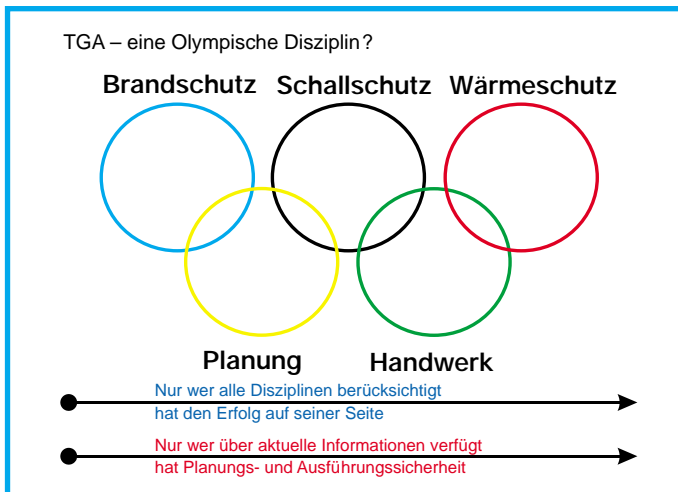 TGA – eine Olympische Disziplin?
Brandschutz Schallschutz Wärmeschutz
Planung Handwerk
Nur wer alle Disziplinen berücksichtigt
hat den Erfolg auf seiner Seite
Nur wer über aktuelle Informationen verfügt
hat Planungs- und Ausführungssicherheit